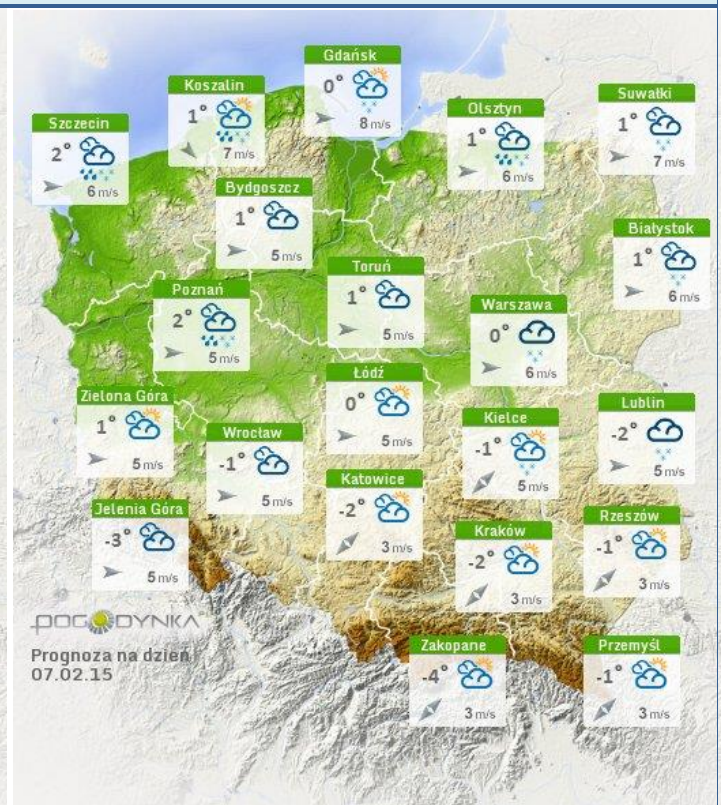 Gdańsk
0°
8 m/s
Koszalin
1°
7 m/s
Suwałki
1°
7 m/s
Olsztyn
1°
6 m/s
Szczecin
2°
6 m/s
Bydgoszcz
1°
5 m/s
Białystok
1°
6 m/s
Toruń
1°
5 m/s
Poznań
2°
5 m/s
Warszawa
0°
6 m/s
Łódź
0°
5 m/s
Zielona Góra
1°
5 m/s
Lublin
-2°
5 m/s
Kielce
-1°
5 m/s
Wrocław
-1°
5 m/s
Katowice
-2°
3 m/s
Jelenia Góra
-3°
5 m/s
Rzeszów
-1°
3 m/s
Kraków
-2°
3 m/s
POGODYNKA
Prognoza na dzień
07.02.15
Zakopane
-4°
3 m/s
Przemyśl
-1°
3 m/s